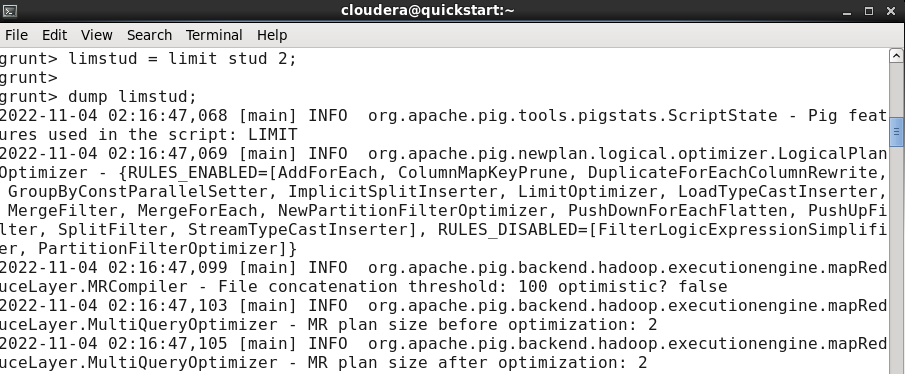 cloudera@quickstart:~
File Edit View Search Terminal Help
grunt> limstud = limit stud 2;
grunt>
grunt> dump limstud;
2022-11-04 02:16:47,068 [main] INFO  org.apache.pig.tools.pigstats.ScriptState - Pig feat
ures used in the script: LIMIT
2022-11-04 02:16:47,069 [main] INFO  org.apache.pig.newplan.logical.optimizer.LogicalPlan
Optimizer - {RULES_ENABLED=[AddForEach, ColumnMapKeyPrune, DuplicateForEachColumnRewrite,
 GroupByConstParallelSetter, ImplicitSplitInserter, LimitOptimizer, LoadTypeCastInserter,
 MergeFilter, MergeForEach, NewPartitionFilterOptimizer, PushDownForEachFlatten, PushUpFi
lter, SplitFilter, StreamTypeCastInserter], RULES_DISABLED=[FilterLogicExpressionSimplifi
er, PartitionFilterOptimizer]}
2022-11-04 02:16:47,099 [main] INFO  org.apache.pig.backend.hadoop.executionengine.mapRed
uceLayer.MRCompiler - File concatenation threshold: 100 optimistic? false
2022-11-04 02:16:47,103 [main] INFO  org.apache.pig.backend.hadoop.executionengine.mapRed
uceLayer.MultiQueryOptimizer - MR plan size before optimization: 2
2022-11-04 02:16:47,105 [main] INFO  org.apache.pig.backend.hadoop.executionengine.mapRed
uceLayer.MultiQueryOptimizer - MR plan size after optimization: 2